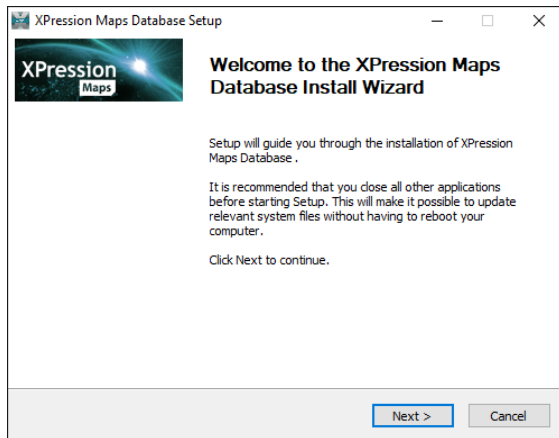 XPression Maps Database Setup
XPression
Maps
Welcome to the XPression Maps
Database Install Wizard
Setup will guide you through the installation of XPression
Maps Database .
It is recommended that you close all other applications
before starting Setup. This will make it possible to update
relevant system files without having to reboot your
computer.
Click Next to continue.
Next >
Cancel